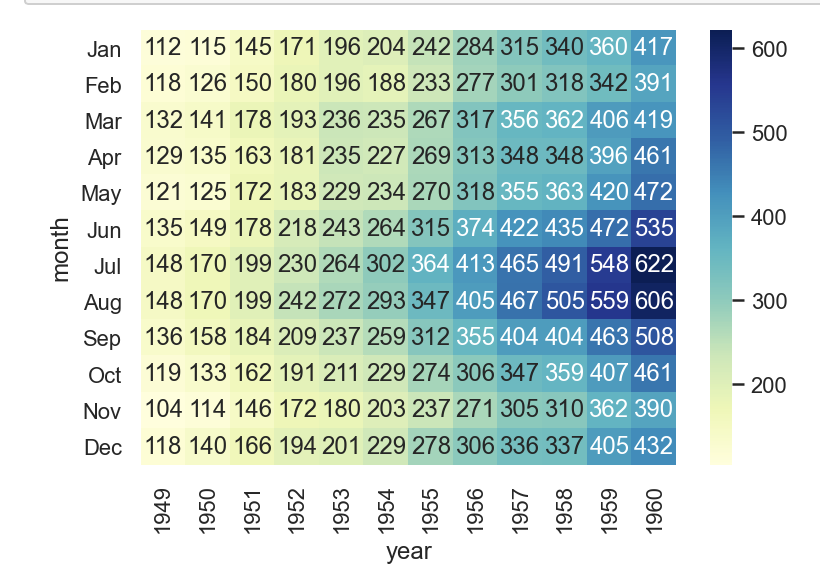 Jan 112 115 145 171 196 204 242 284 315 340 360 417
Feb 118 126 150 180 196 188 233 277 301 318 342 391
Mar 132 141 178 193 236 235 267 317 356 362 406 419
Apr 129 135 163 181 235 227 269 313 348 348 396 461
May 121 125 172 183 229 234 270 318 355 363 420 472
Jun 135 149 178 218 243 264 315 374 422 435 472 535
Jul 148 170 199 230 264 302 364 413 465 491 548 622
Aug 148 170 199 242 272 293 347 405 467 505 559 606
Sep 136 158 184 209 237 259 312 355 404 404 463 508
Oct 119 133 162 191 211 229 274 306 347 359 407 461
Nov 104 114 146 172 180 203 237 271 305 310 362 390
Dec 118 140 166 194 201 229 278 306 336 337 405 432
1949 1950 1951 1952 1953 1954 1955 1956 1957 1958 1959 1960
year
month
600
500
400
300
200